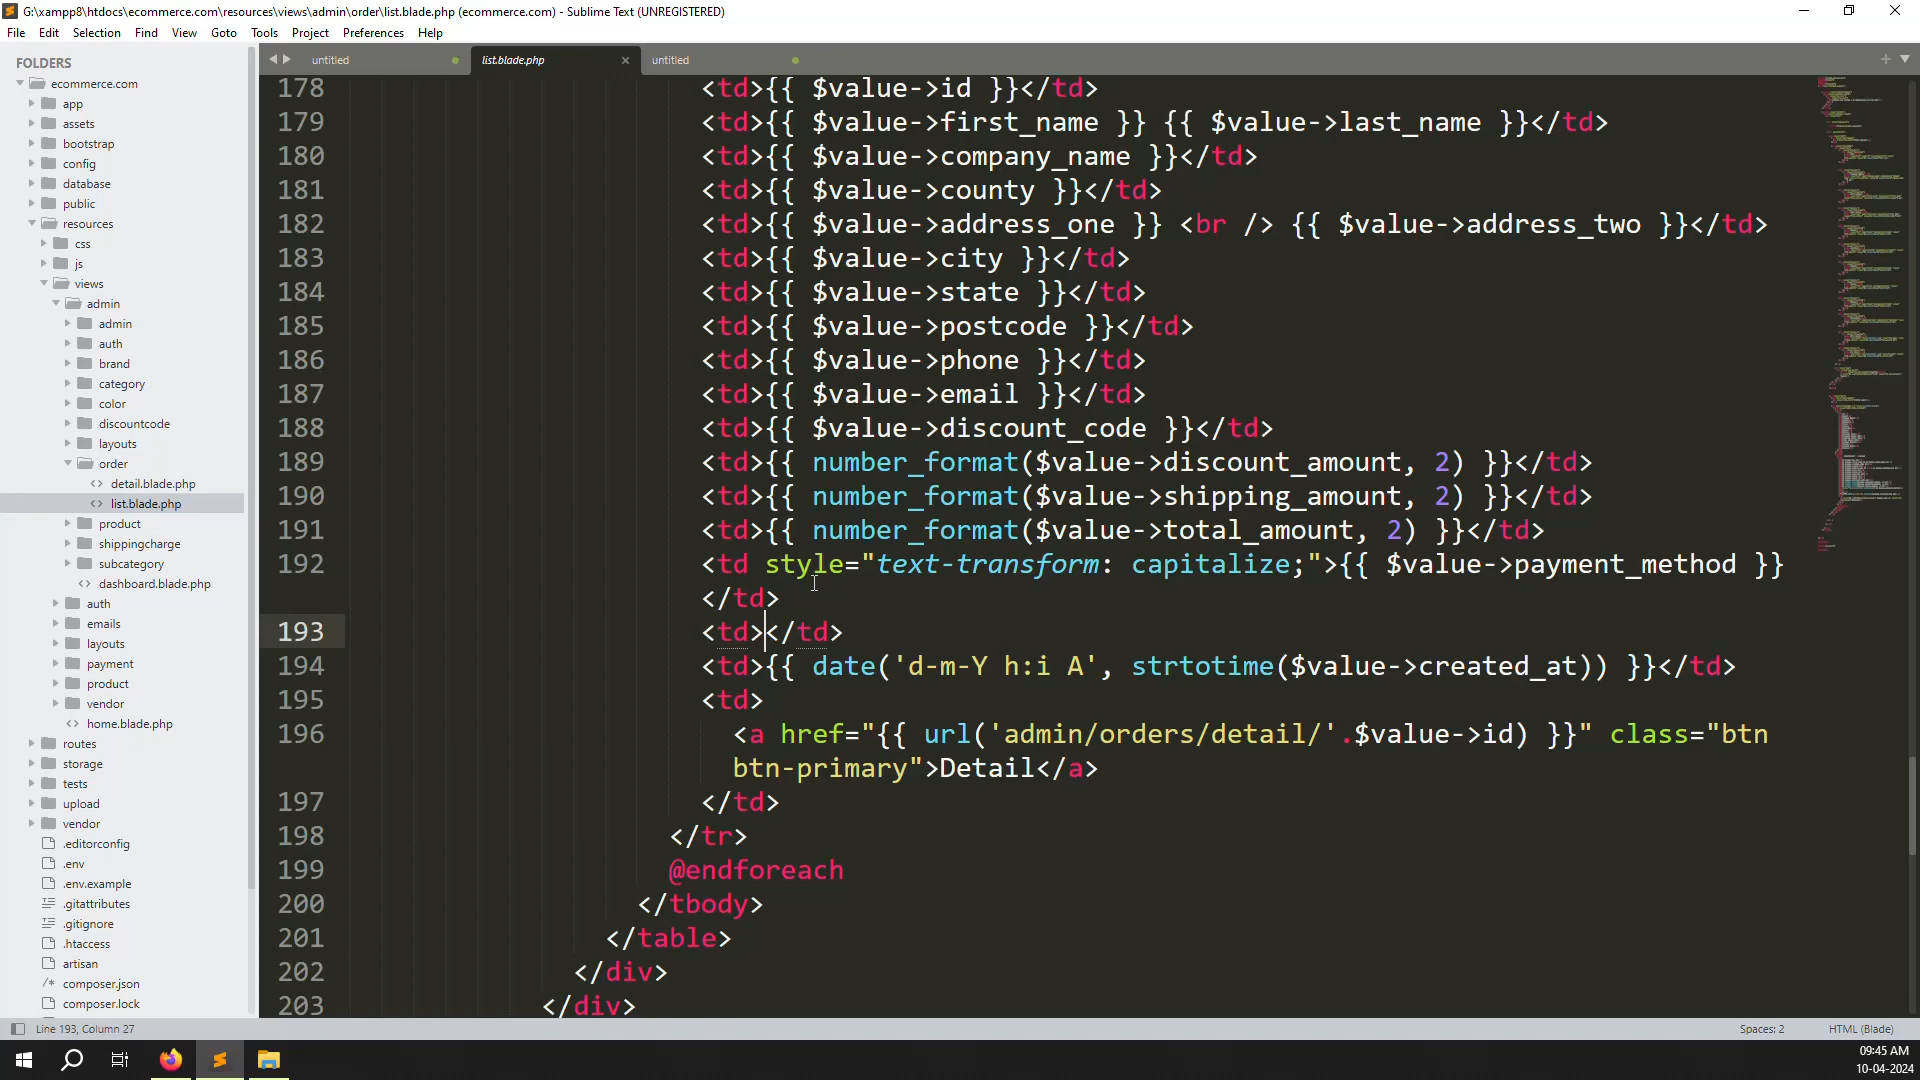 G:\xampp8\htdocs\ecommerce.com\resources\views\admin\order\list.blade.php (ecommerce.com) - Sublime Text (UNREGISTERED)
File Edit Selection Find View Goto Tools Project Preferences Help
FOLDERS
ecommerce.com
app
assets
bootstrap
config
database
public
resources
css
js
views
admin
admin
auth
brand
category
color
discountcode
layouts
order
detail.blade.php
list.blade.php
product
shippingcharge
subcategory
dashboard.blade.php
auth
emails
layouts
payment
product
vendor
home.blade.php
routes
storage
tests
upload
vendor
.editorconfig
.env
.env.example
.gitattributes
.gitignore
.htaccess
artisan
composer.json
composer.lock
untitled list.blade.php untitled
178 <td>{{ $value->id }}</td>
179 <td>{{ $value->first_name }} {{ $value->last_name }}</td>
180 <td>{{ $value->company_name }}</td>
181 <td>{{ $value->county }}</td>
182 <td>{{ $value->address_one }} <br /> {{ $value->address_two }}</td>
183 <td>{{ $value->city }}</td>
184 <td>{{ $value->state }}</td>
185 <td>{{ $value->postcode }}</td>
186 <td>{{ $value->phone }}</td>
187 <td>{{ $value->email }}</td>
188 <td>{{ $value->discount_code }}</td>
189 <td>{{ number_format($value->discount_amount, 2) }}</td>
190 <td>{{ number_format($value->shipping_amount, 2) }}</td>
191 <td>{{ number_format($value->total_amount, 2) }}</td>
192 <td style="text-transform: capitalize;">{{ $value->payment_method }}
</td>
193 <td></td>
194 <td>{{ date('d-m-Y h:i A', strtotime($value->created_at)) }}</td>
195 <td>
196 <a href="{{ url('admin/orders/detail/'.$value->id) }}" class="btn
btn-primary">Detail</a>
197 </td>
198 </tr>
199 @endforeach
200 </tbody>
201 </table>
202 </div>
203 </div>
Line 193, Column 27 Spaces: 2 HTML (Blade)
09:45 AM
10-04-2024